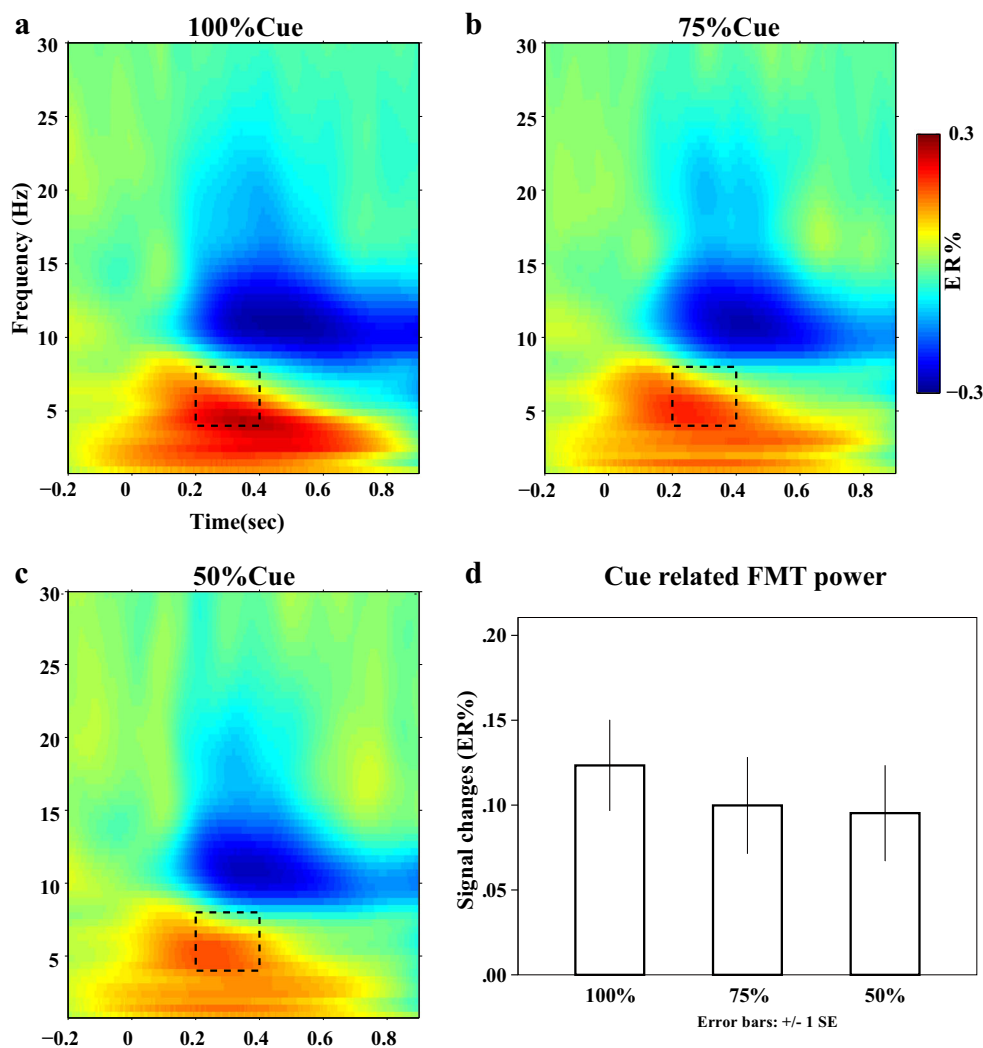 a
100%Cue
30
25
20
15
10
5
Frequency (Hz)
−0.2 0 0.2 0.4 0.6 0.8
Time(sec)
b
75%Cue
30
25
20
15
10
5
−0.2 0 0.2 0.4 0.6 0.8
0.3
ER%
−0.3
c
50%Cue
30
25
20
15
10
5
−0.2 0 0.2 0.4 0.6 0.8
d
Cue related FMT power
.20
.15
.10
.05
.00
Signal changes (ER%)
100% 75% 50%
Error bars: +/- 1 SE